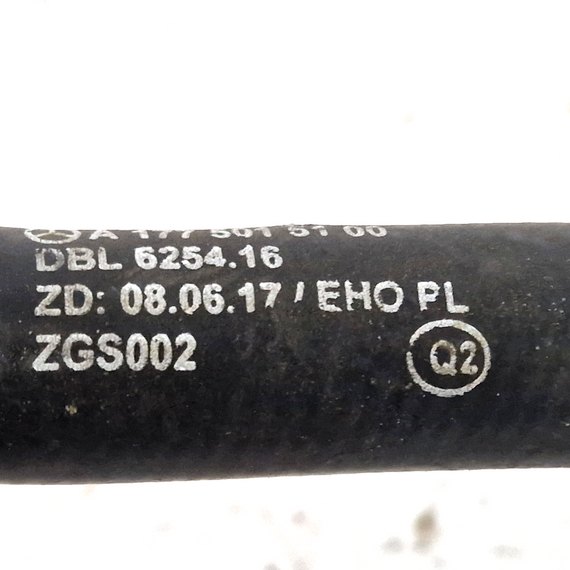 A 177 501 51 00
DBL 6254.16
ZD: 08.06.17 / EHO PL
ZGS002
Q2